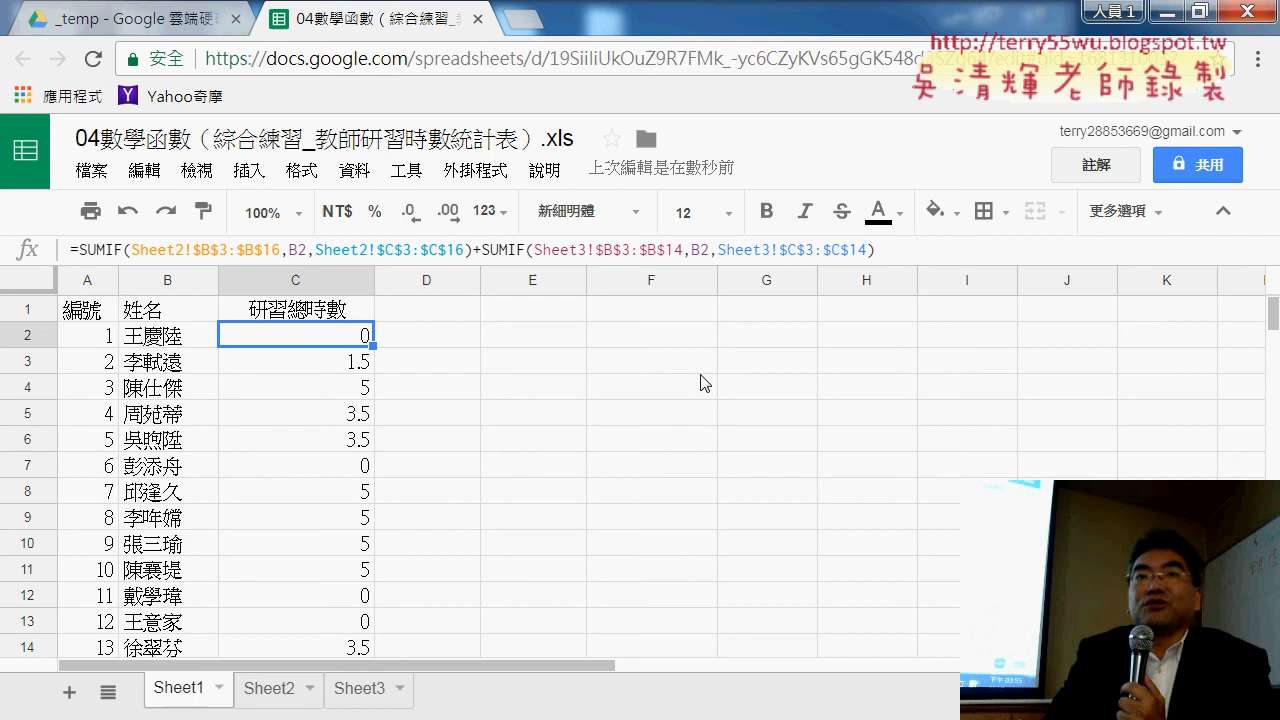 _temp - Google 雲端硬碟
04數學函數（綜合練習_教
人員 1
安全
http://terry55wu.blogspot.tw
吳清輝老師錄製
應用程式
Yahoo奇摩
04數學函數（綜合練習_教師研習時數統計表）.xls
terry28853669@gmail.com
檔案 編輯 檢視 插入 格式 資料 工具 外掛程式 說明 上次編輯是在數秒前
註解
共用
100% NT$ % .0 .00 123 新細明體 12 B I S A 更多選項
fx =SUMIF(Sheet2!$B$3:$B$16,B2,Sheet2!$C$3:$C$16)+SUMIF(Sheet3!$B$3:$B$14,B2,Sheet3!$C$3:$C$14)
A B C D E F G H I J K
1 編號 姓名 研習總時數
2 1 王慶陸 0
3 2 李軾遠 1.5
4 3 陳仕傑 5
5 4 周㛄蒂 3.5
6 5 吳煦陞 3.5
7 6 彭添舟 0
8 7 邱逢久 5
9 8 李哖嫦 5
10 9 張三瑜 5
11 10 陳襄堤 5
12 11 戴學瑋 0
13 12 王意家 0
14 13 徐翠芬 3.5
Sheet1 Sheet2 Sheet3